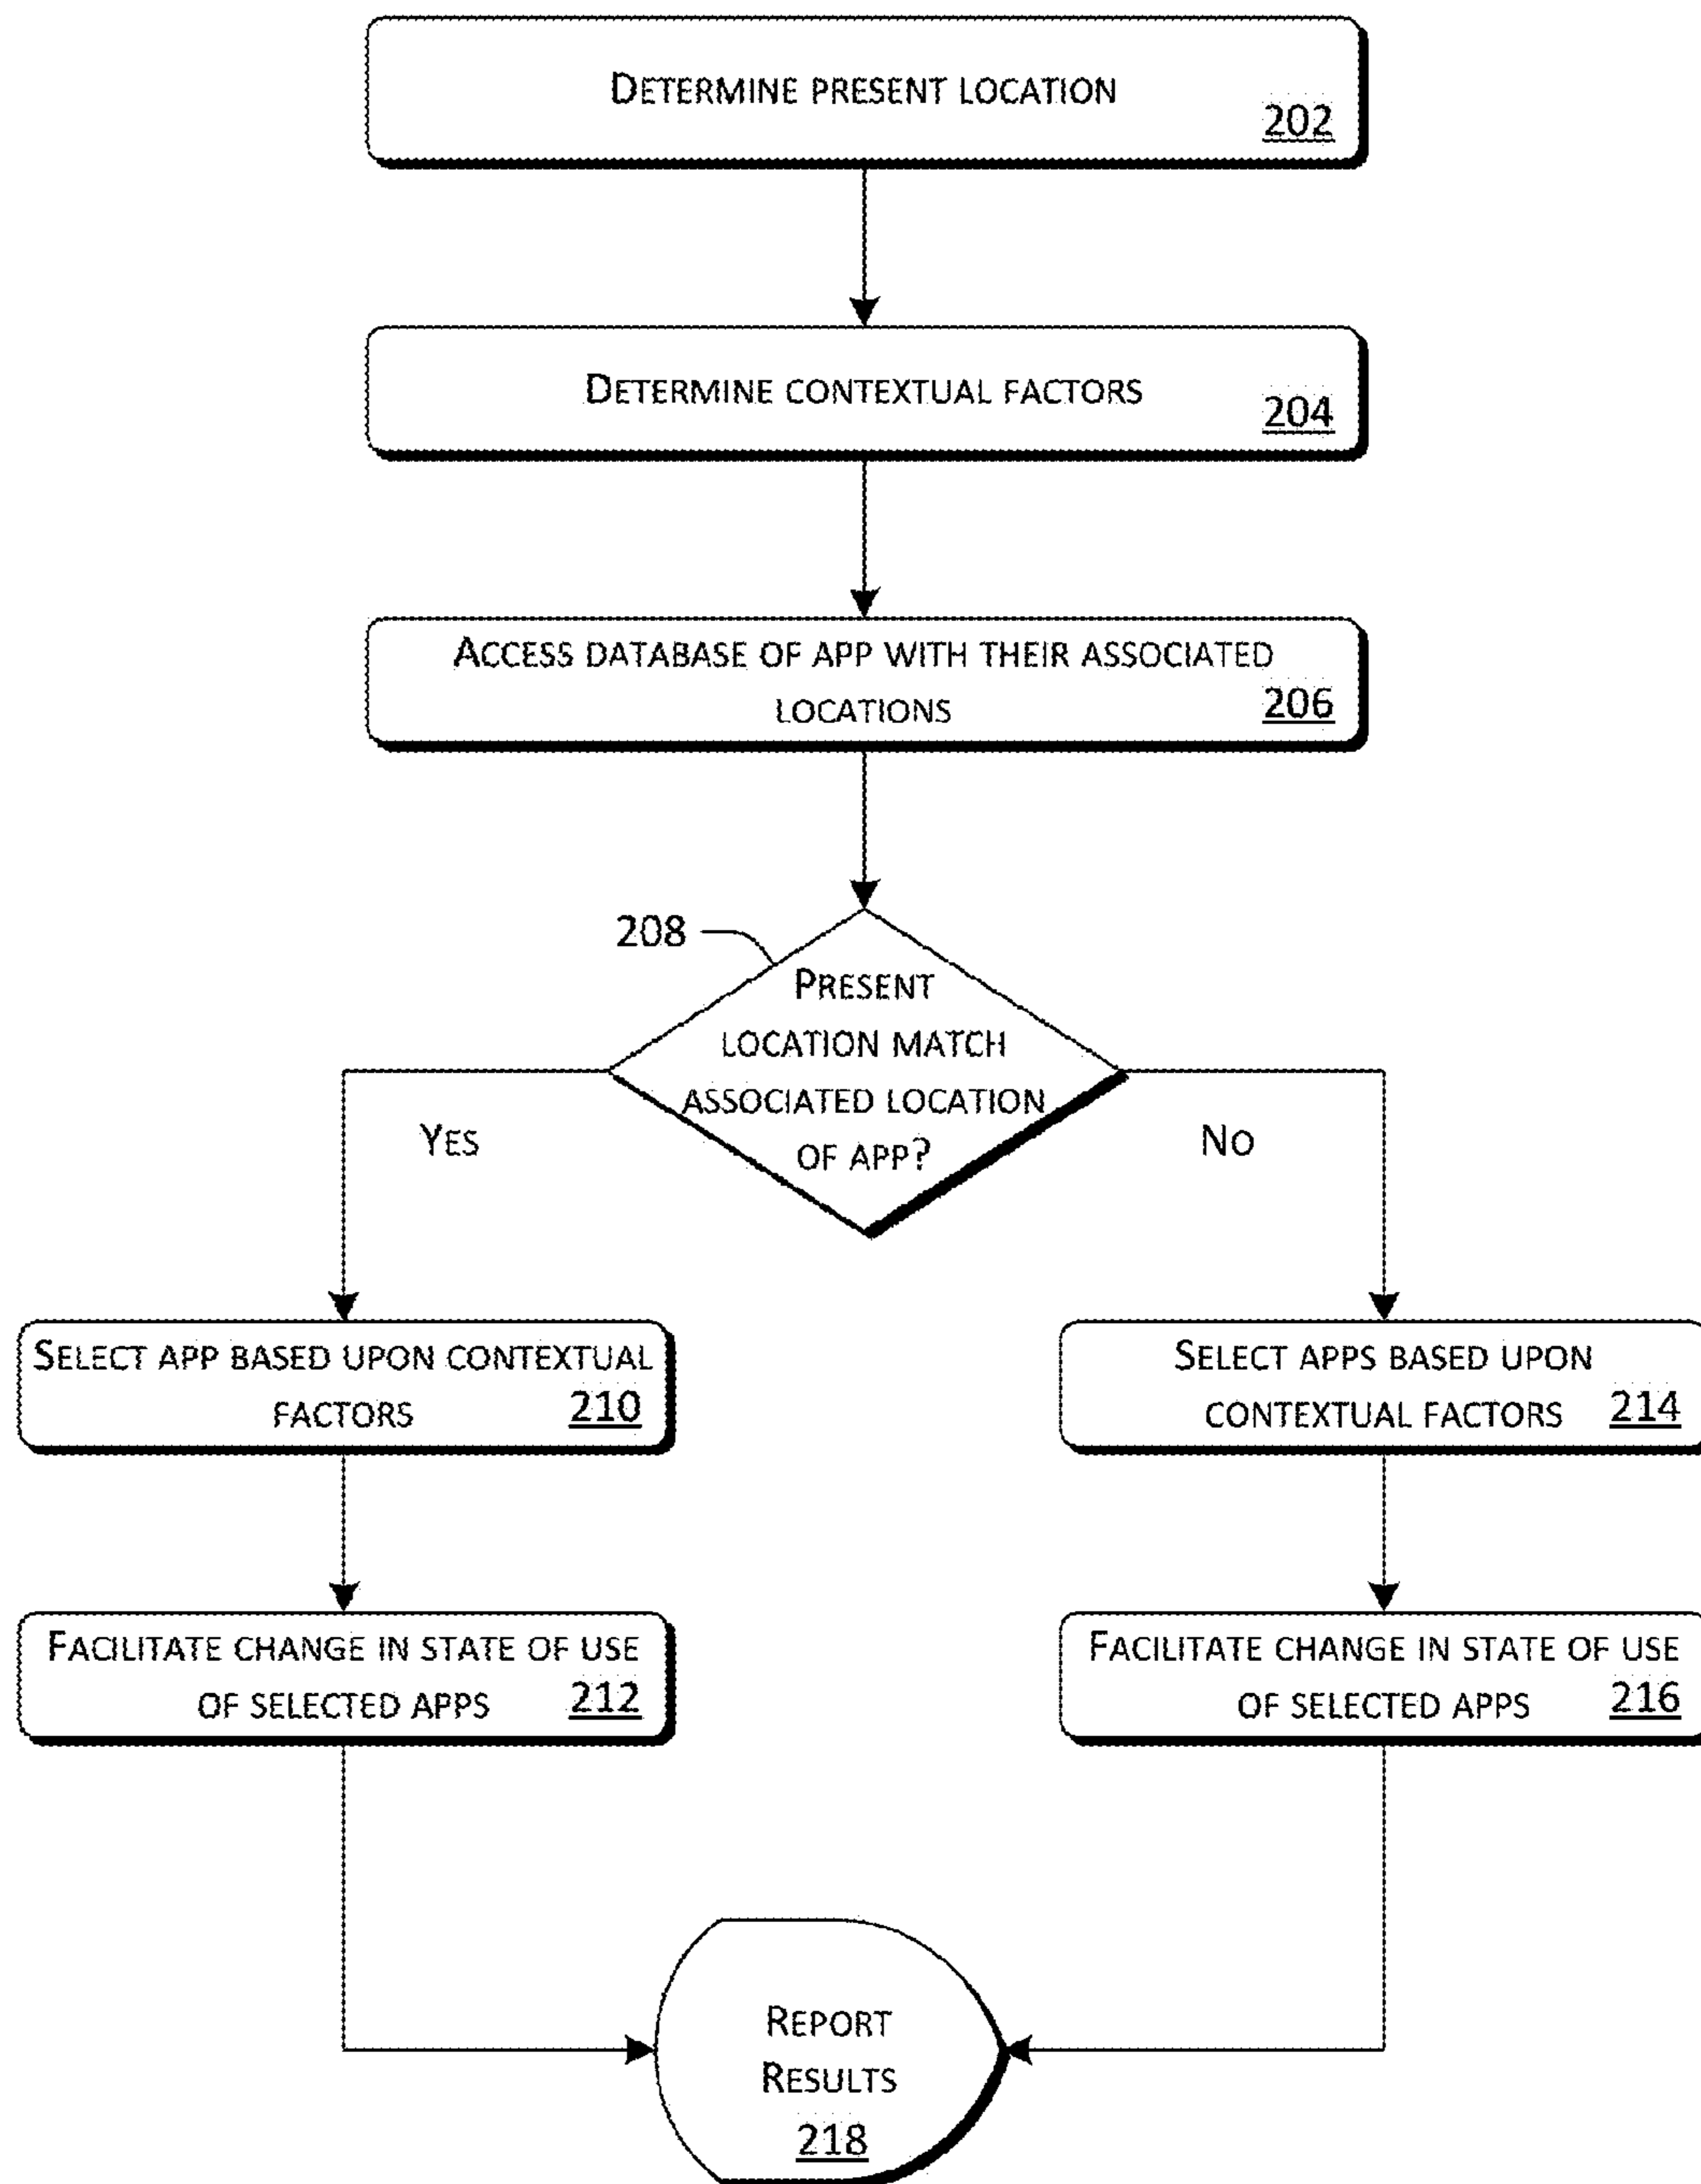 DETERMINE PRESENT LOCATION
202
DETERMINE CONTEXTUAL FACTORS
204
ACCESS DATABASE OF APP WITH THEIR ASSOCIATED
LOCATIONS
206
208
PRESENT
LOCATION MATCH
ASSOCIATED LOCATION
OF APP?
YES
NO
SELECT APP BASED UPON CONTEXTUAL
FACTORS
210
SELECT APPS BASED UPON
CONTEXTUAL FACTORS
214
FACILITATE CHANGE IN STATE OF USE
OF SELECTED APPS
212
FACILITATE CHANGE IN STATE OF USE
OF SELECTED APPS
216
REPORT
RESULTS
218